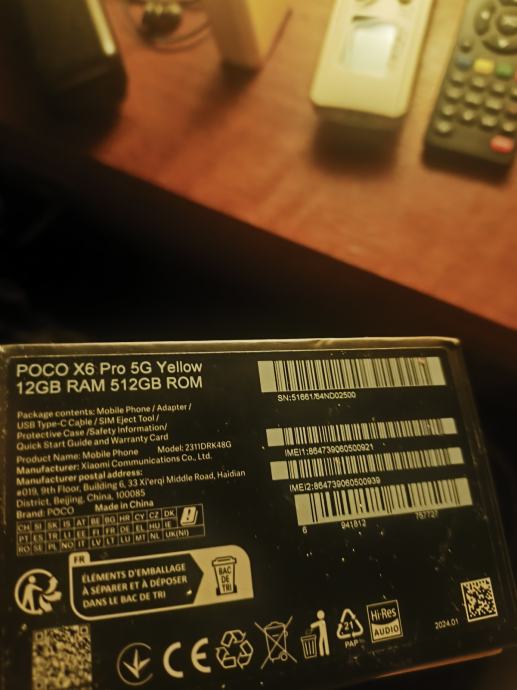 POCO X6 Pro 5G Yellow
12GB RAM 512GB ROM
Package contents: Mobile Phone / Adapter /
USB Type-C Cable / SIM Eject Tool /
Protective Case /Safety Information/
Quick Start Guide and Warranty Card
Product Name: Mobile Phone Model: 2311DRK48G
Manufacturer: Xiaomi Communications Co., Ltd.
Manufacturer postal address:
#019, 9th Floor, Building 6, 33 Xi'erqi Middle Road, Haidian
District, Beijing, China, 100085
Brand: POCO Made in China
CH SI SK IS AT BE BG HR CY CZ DK
PT ES TR LI EE FI FR DE EL HU IE
RO SE PL NO IT LV LT LU MT NL UK(NI)
SN:51661/64ND02500
IMEI1:864739060500921
IMEI2:864739060500939
6 941812 757727
FR
ÉLÉMENTS D'EMBALLAGE
À SÉPARER ET À DÉPOSER
DANS LE BAC DE TRI
BAC
DE
TRI
CE
21
PAP
Hi-Res
AUDIO
2024.01